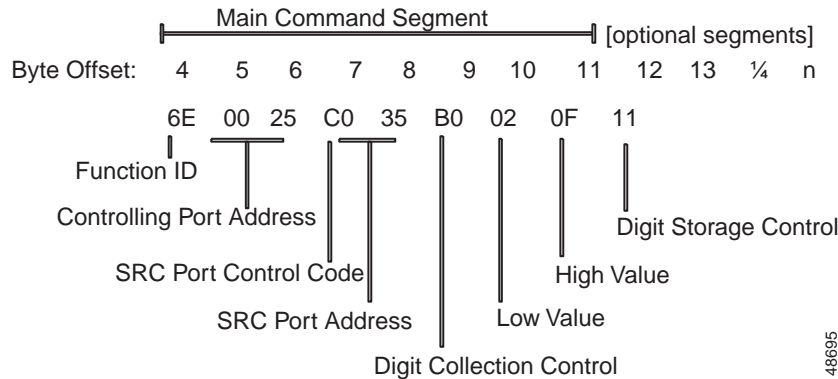 Main Command Segment
[optional segments]
Byte Offset: 4 5 6 7 8 9 10 11 12 13 ¼ n
6E 00 25 C0 35 B0 02 0F 11
Function ID
Controlling Port Address
Digit Storage Control
SRC Port Control Code
High Value
SRC Port Address
Low Value
Digit Collection Control
48695